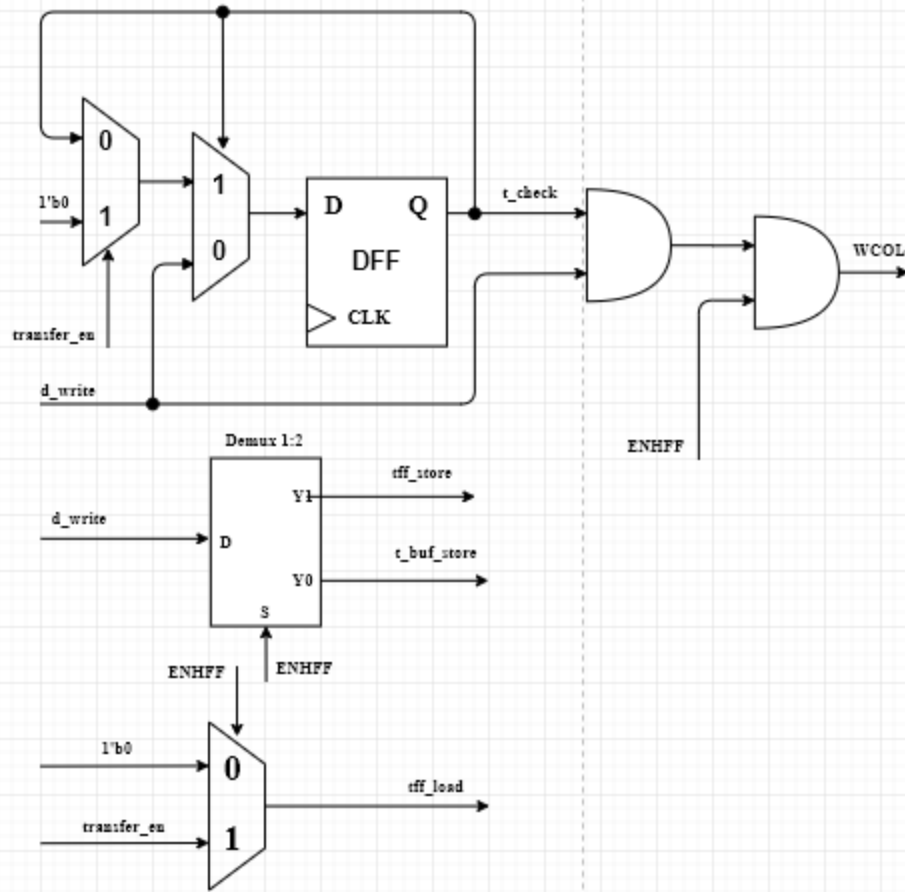 0
1'b0
1
transfer_en
1
0
D
Q
DFF
CLK
t_check
WCOL
d_write
ENHFF
Demux 1:2
d_write
D
Y1
Y0
S
tff_store
t_buf_store
ENHFF
ENHFF
1'b0
0
transfer_en
1
tff_load